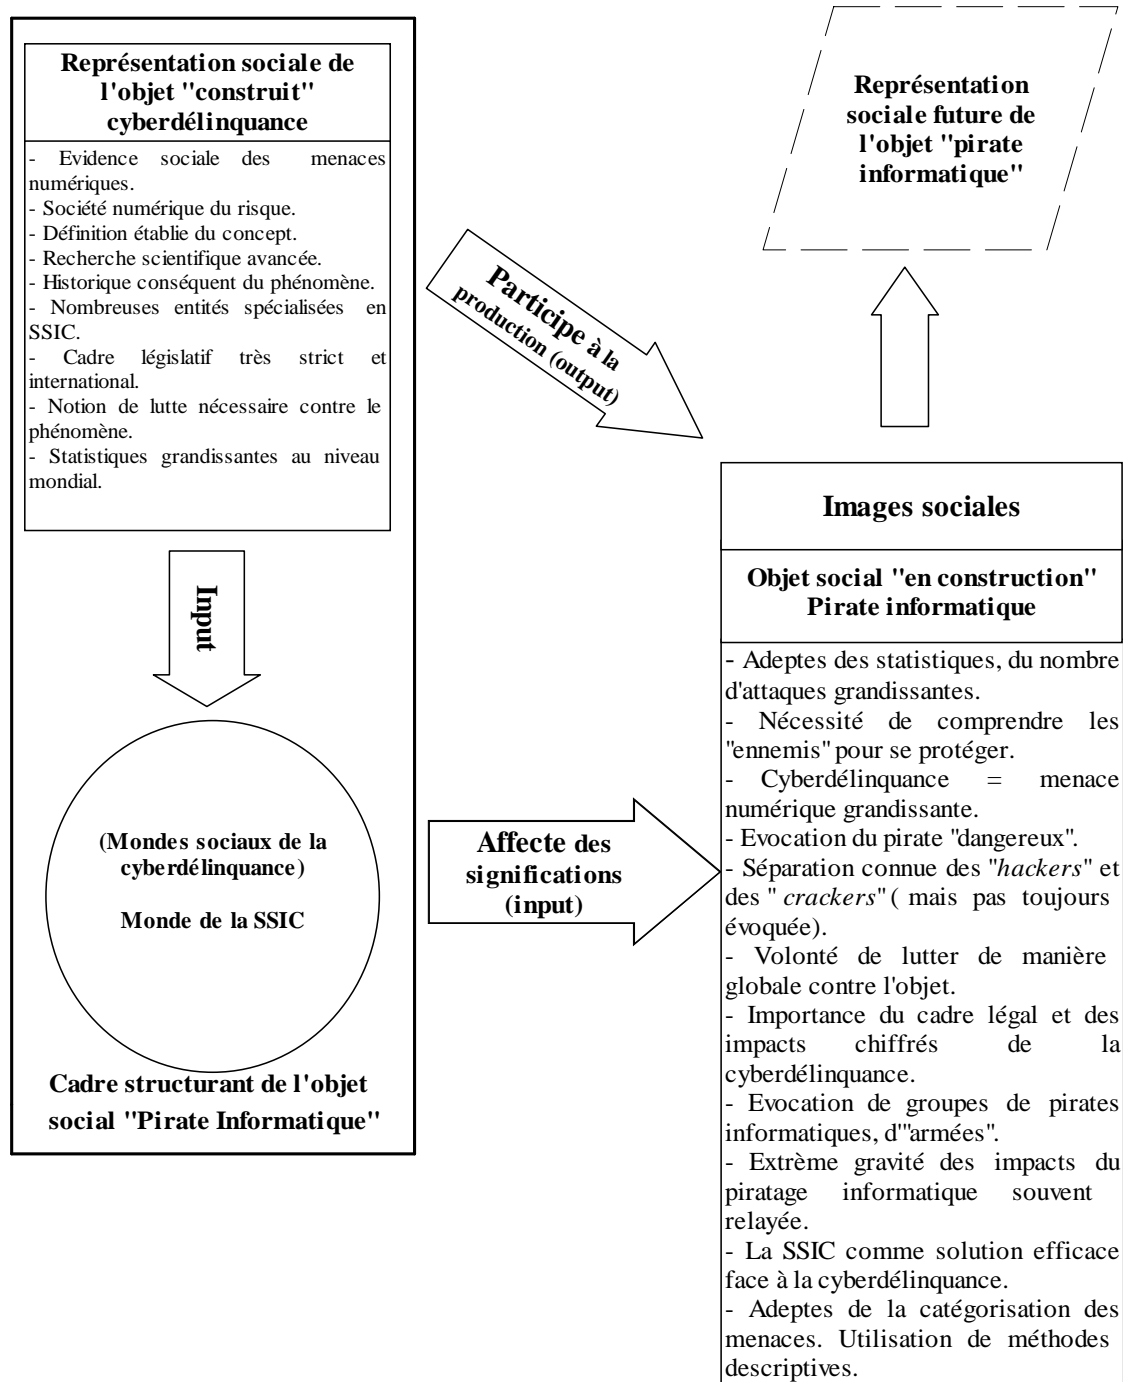 Représentation sociale de
l'objet "construit"
cyberdélinquance
- Evidence sociale des menaces
numériques.
- Société numérique du risque.
- Définition établie du concept.
- Recherche scientifique avancée.
- Historique conséquent du phénomène.
- Nombreuses entités spécialisées en
SSIC.
- Cadre législatif très strict et
international.
- Notion de lutte nécessaire contre le
phénomène.
- Statistiques grandissantes au niveau
mondial.
Input
(Mondes sociaux de la
cyberdélinquance)
Monde de la SSIC
Cadre structurant de l'objet
social "Pirate Informatique"
Participe à la
production (output)
Affecte des
significations
(input)
Représentation
sociale future de
l'objet "pirate
informatique"
Images sociales
Objet social "en construction"
Pirate informatique
- Adeptes des statistiques, du nombre
d'attaques grandissantes.
- Nécessité de comprendre les
"ennemis" pour se protéger.
- Cyberdélinquance = menace
numérique grandissante.
- Evocation du pirate "dangereux".
- Séparation connue des "hackers" et
des " crackers" ( mais pas toujours
évoquée).
- Volonté de lutter de manière
globale contre l'objet.
- Importance du cadre légal et des
impacts chiffrés de la
cyberdélinquance.
- Evocation de groupes de pirates
informatiques, d'"armées".
- Extrême gravité des impacts du
piratage informatique souvent
relayée.
- La SSIC comme solution efficace
face à la cyberdélinquance.
- Adeptes de la catégorisation des
menaces. Utilisation de méthodes
descriptives.